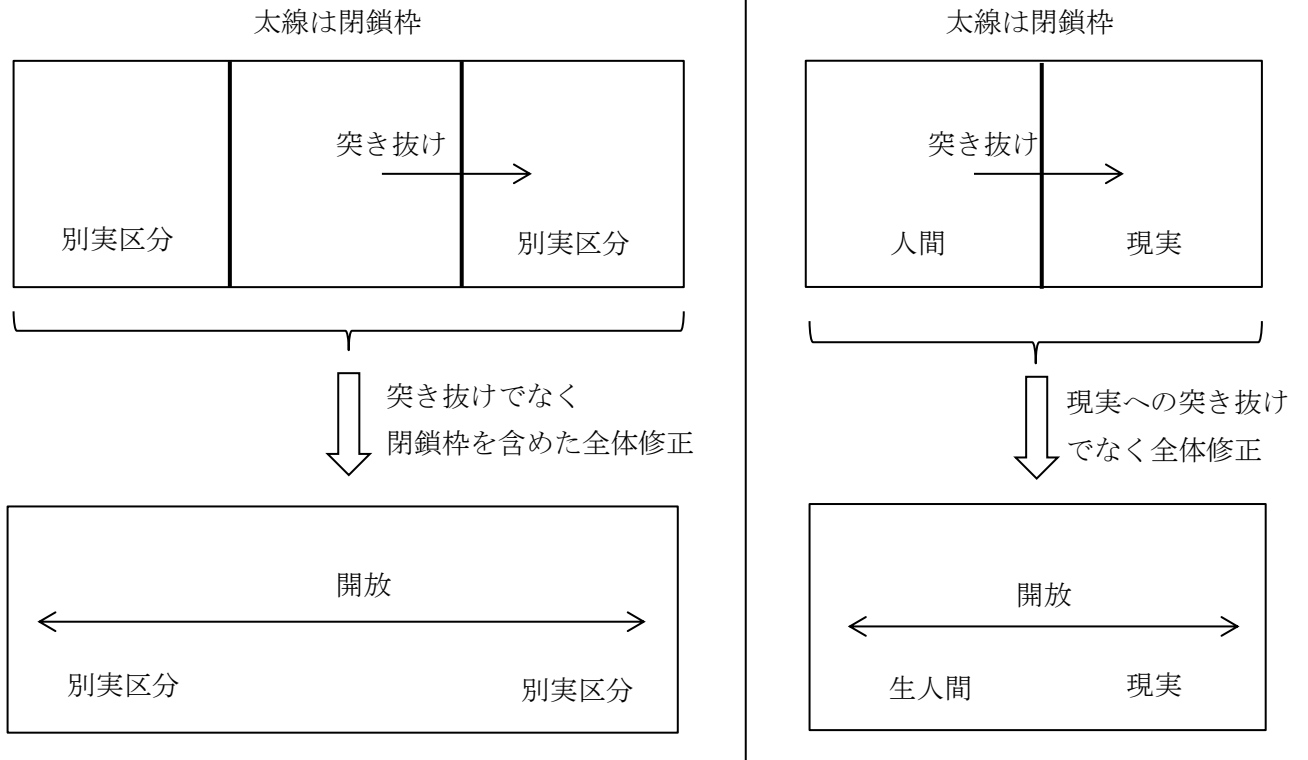 太線は閉鎖枠
突き抜け
別実区分
別実区分
突き抜けでなく
閉鎖枠を含めた全体修正
開放
別実区分
別実区分
太線は閉鎖枠
突き抜け
人間
現実
現実への突き抜け
でなく全体修正
開放
生人間
現実